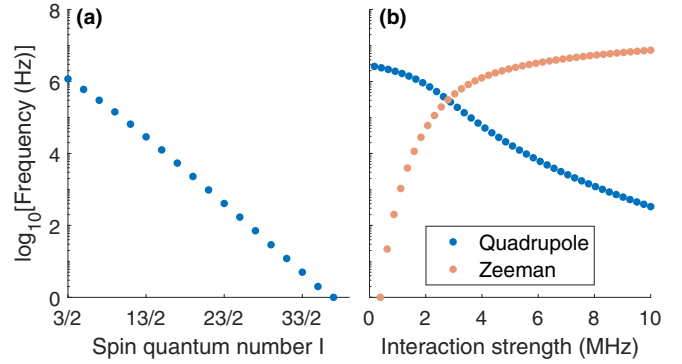 (a)
(b)
log10[Frequency (Hz)]
8
6
4
2
0
3/2
13/2
23/2
33/2
Spin quantum number I
Quadrupole
Zeeman
0
2
4
6
8
10
Interaction strength (MHz)